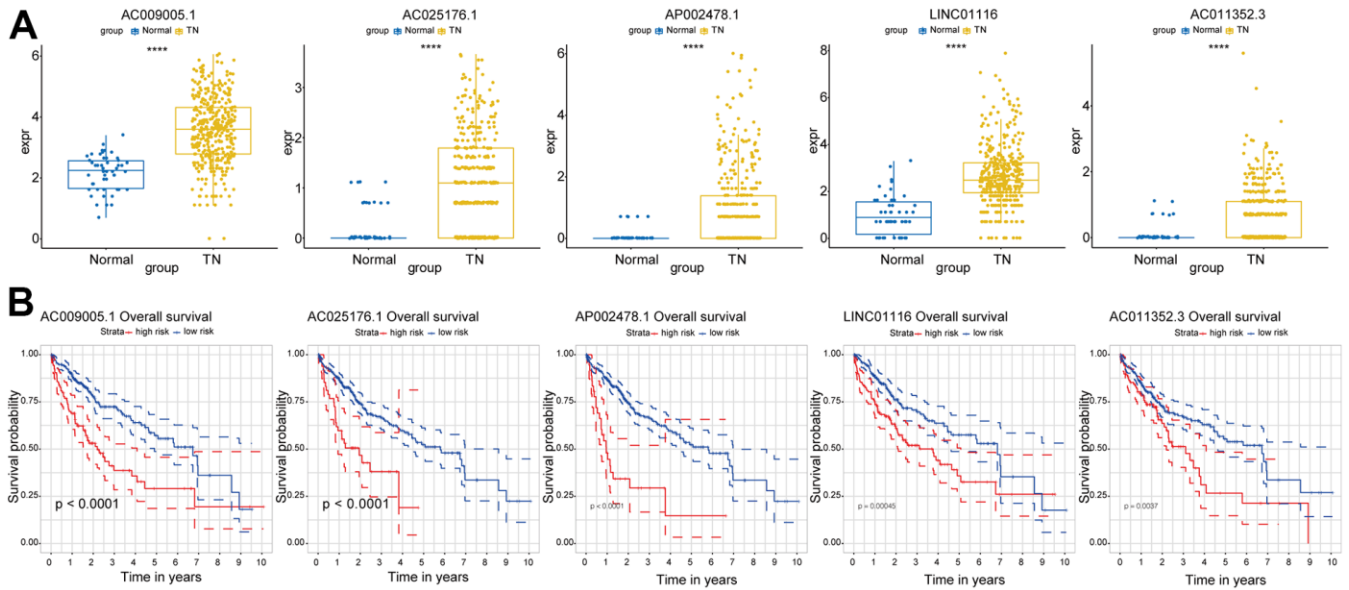 A
AC009005.1
group Normal TN
****
expr
6
4
2
0
Normal
TN
group
AC025176.1
group Normal TN
****
expr
3
2
1
0
Normal
TN
group
AP002478.1
group Normal TN
****
expr
6
4
2
0
Normal
TN
group
LINC01116
group Normal TN
****
expr
8
6
4
2
0
Normal
TN
group
AC011352.3
group Normal TN
****
expr
4
2
0
Normal
TN
group
B
AC009005.1 Overall survival
Strata high risk low risk
Survival probability
1.00
0.75
0.50
0.25
0.00
p < 0.0001
0 1 2 3 4 5 6 7 8 9 10
Time in years
AC025176.1 Overall survival
Strata high risk low risk
Survival probability
1.00
0.75
0.50
0.25
0.00
p < 0.0001
0 1 2 3 4 5 6 7 8 9 10
Time in years
AP002478.1 Overall survival
Strata high risk low risk
Survival probability
1.00
0.75
0.50
0.25
0.00
p < 0.0001
0 1 2 3 4 5 6 7 8 9 10
Time in years
LINC01116 Overall survival
Strata high risk low risk
Survival probability
1.00
0.75
0.50
0.25
0.00
p = 0.00045
0 1 2 3 4 5 6 7 8 9 10
Time in years
AC011352.3 Overall survival
Strata high risk low risk
Survival probability
1.00
0.75
0.50
0.25
0.00
p = 0.0037
0 1 2 3 4 5 6 7 8 9 10
Time in years